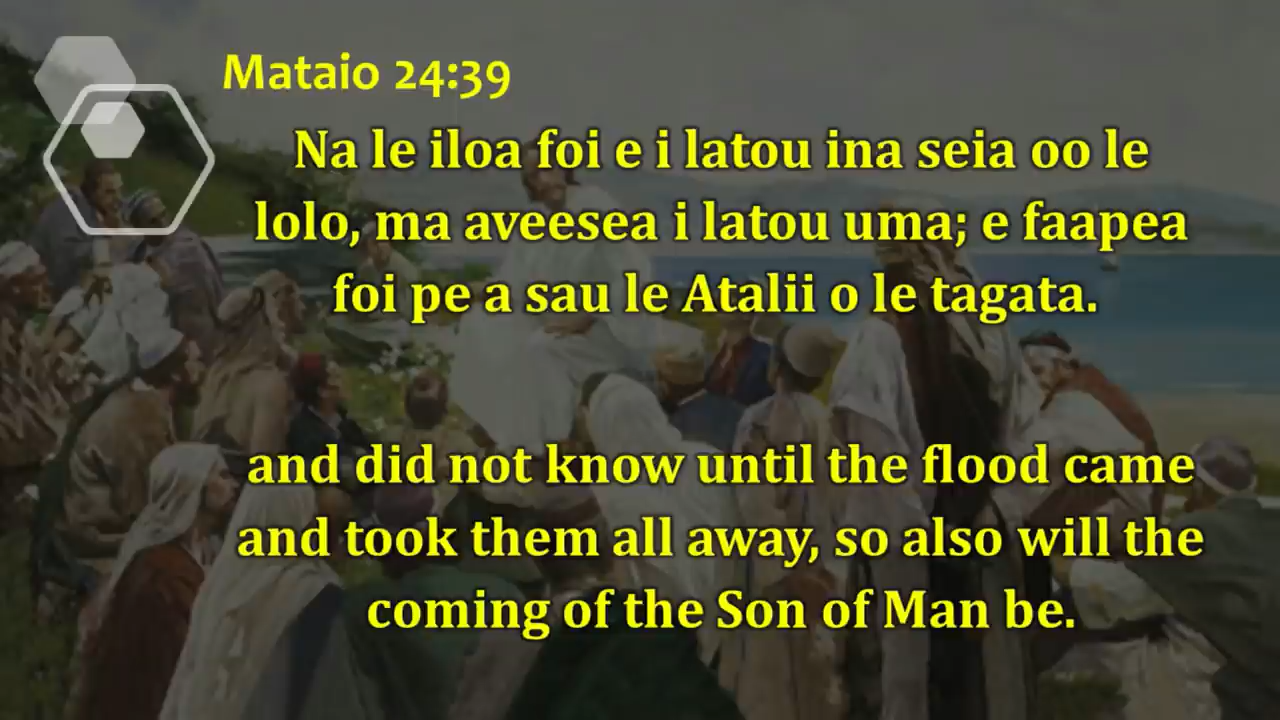 Mataio 24:39
Na le iloa foi e i latou ina seia oo le
lolo, ma aveesea i latou uma; e faapea
foi pe a sau le Atalii o le tagata.
and did not know until the flood came
and took them all away, so also will the
coming of the Son of Man be.